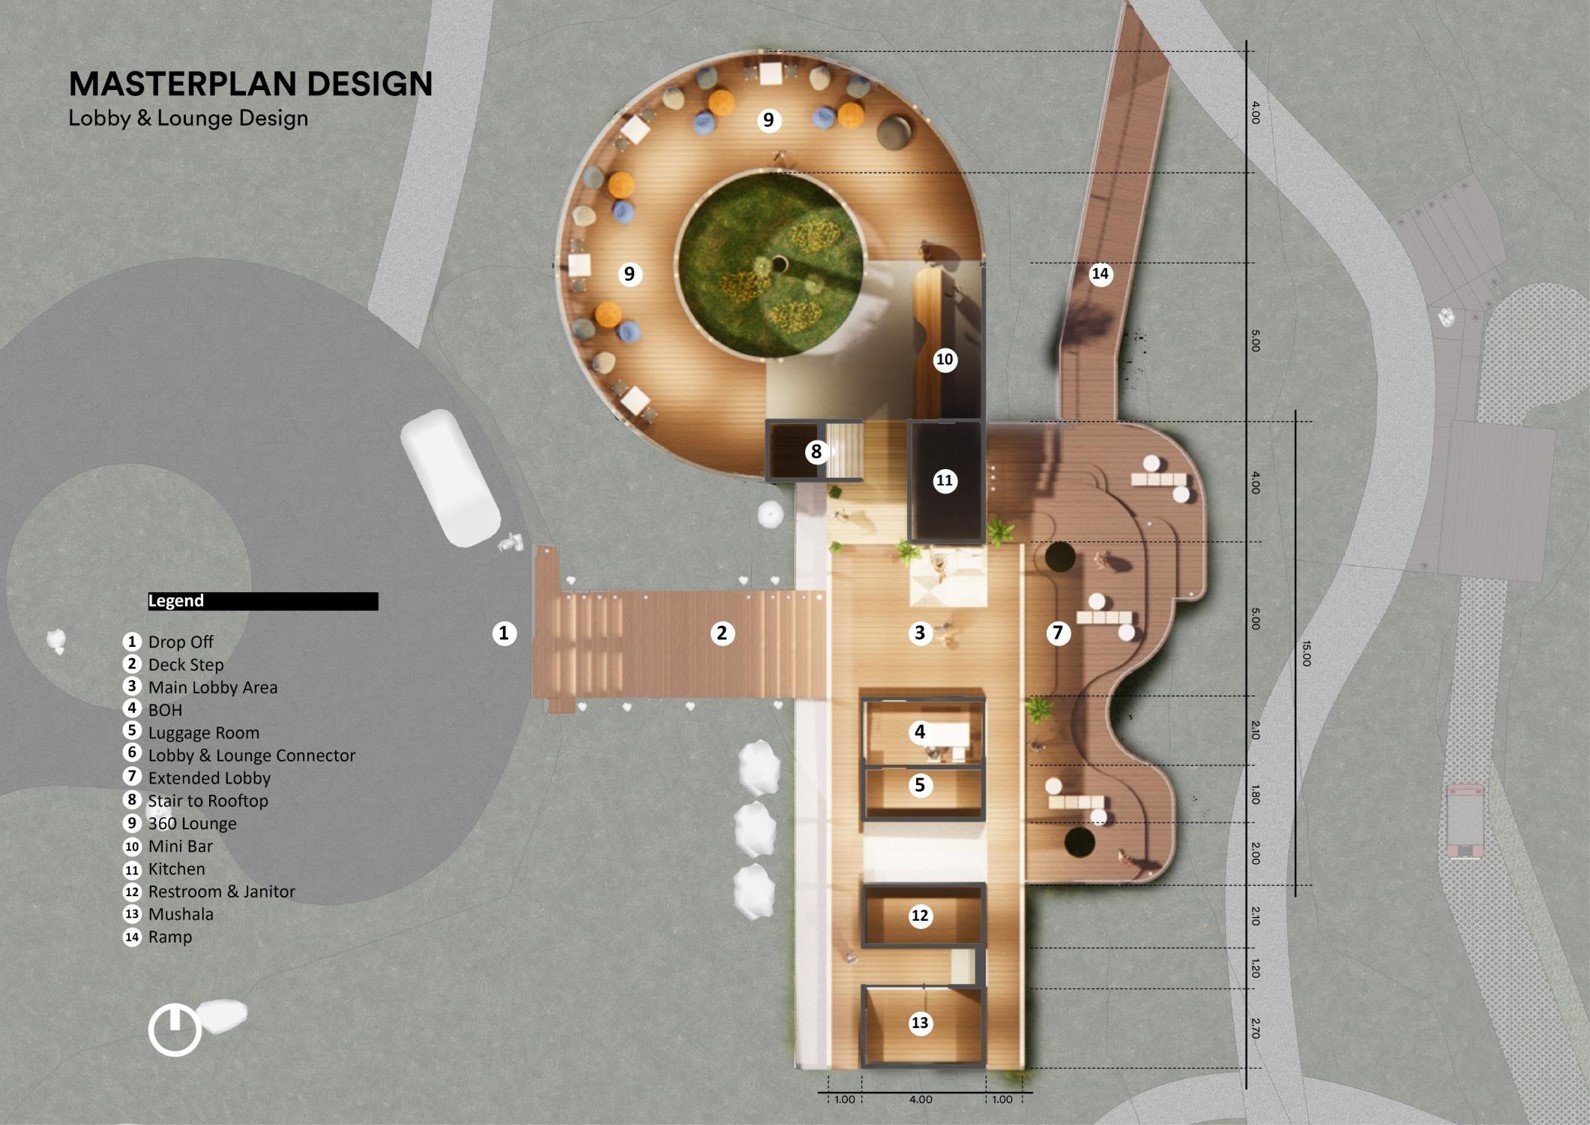 MASTERPLAN DESIGN
Lobby & Lounge Design
9
4.00
9
14
10
5.00
8
11
4.00
1
2
3
7
5.00
15.00
4
2.10
5
1.80
2.00
12
2.10
1.20
13
2.70
1.00
4.00
1.00
Legend
1 Drop Off
2 Deck Step
3 Main Lobby Area
4 BOH
5 Luggage Room
6 Lobby & Lounge Connector
7 Extended Lobby
8 Stair to Rooftop
9 360 Lounge
10 Mini Bar
11 Kitchen
12 Restroom & Janitor
13 Mushala
14 Ramp